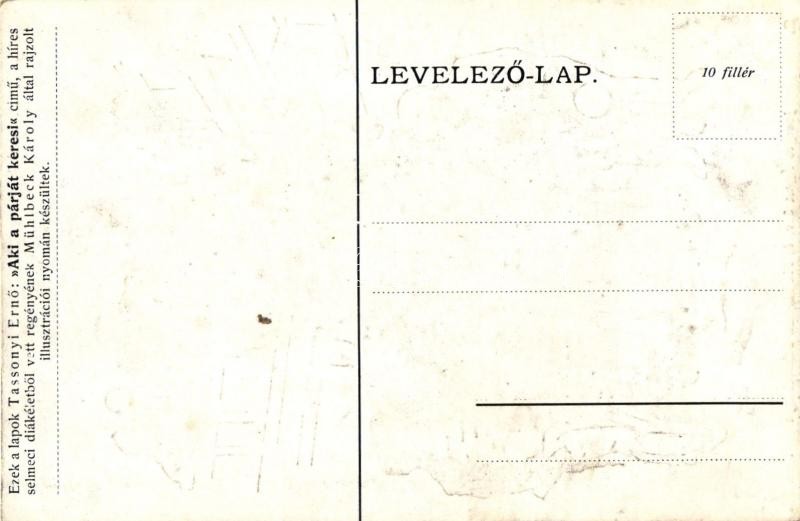 Ezek a lapok Tassonyi Ernő: »Aki a párját keresi« című, a híres
selmeci diákéletből vett regényének Mühlbeck Károly által rajzolt
illusztrációi nyomán készültek.
LEVELEZŐ-LAP.
10 fillér